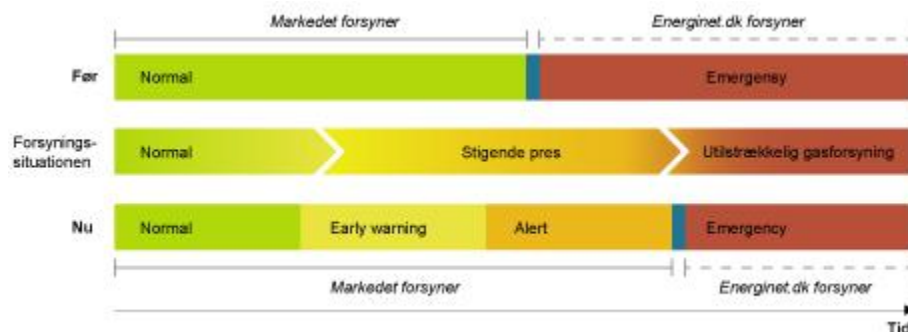 Markedet forsyner Energinet.dk forsyner
Før Normal Emergensy
Forsynings-
situationen Normal Stigende pres Utilstrækkelig gasforsyning
Nu Normal Early warning Alert Emergency
Markedet forsyner Energinet.dk forsyner
Tid